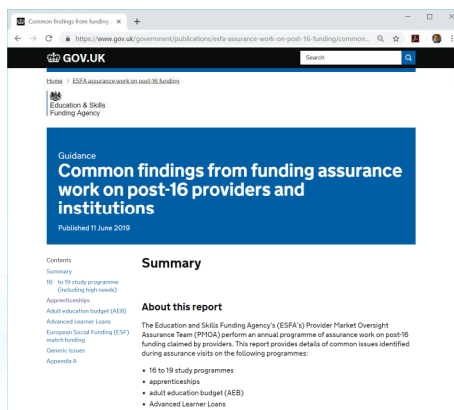 Common findings from funding
https://www.gov.uk/government/publications/esfa-assurance-work-on-post-16-funding/common...
GOV.UK
Search
Home > ESFA assurance work on post-16 funding
Education & Skills
Funding Agency
Guidance
Common findings from funding assurance
work on post-16 providers and
institutions
Published 11 June 2019
Contents
Summary
16 to 19 study programme
(including high needs)
Apprenticeships
Adult education budget (AEB)
Advanced Learner Loans
European Social Funding (ESF)
match funding
Generic issues
Appendix A
Summary
About this report
The Education and Skills Funding Agency's (ESFA's) Provider Market Oversight
Assurance Team (PMOA) perform an annual programme of assurance work on post-16
funding claimed by providers. This report provides details of common issues identified
during assurance visits on the following programmes:
• 16 to 19 study programmes
• apprenticeships
• adult education budget (AEB)
• Advanced Learner Loans